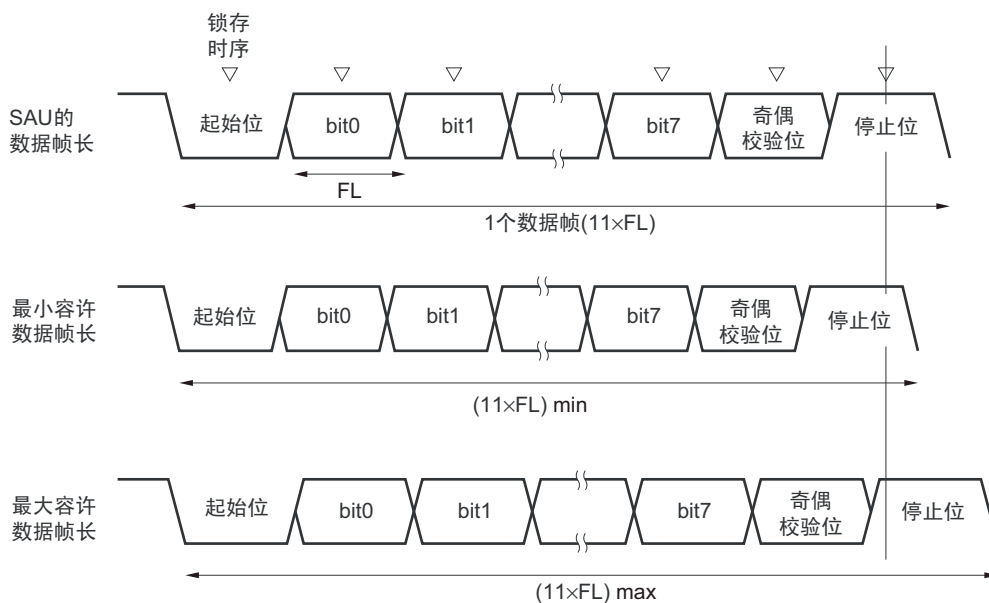 锁存
时序
SAU的
数据帧长
起始位
bit0
bit1
bit7
奇偶
校验位
停止位
FL
1个数据帧(11×FL)
最小容许
数据帧长
起始位
bit0
bit1
bit7
奇偶
校验位
停止位
(11×FL) min
最大容许
数据帧长
起始位
bit0
bit1
bit7
奇偶
校验位
停止位
(11×FL) max